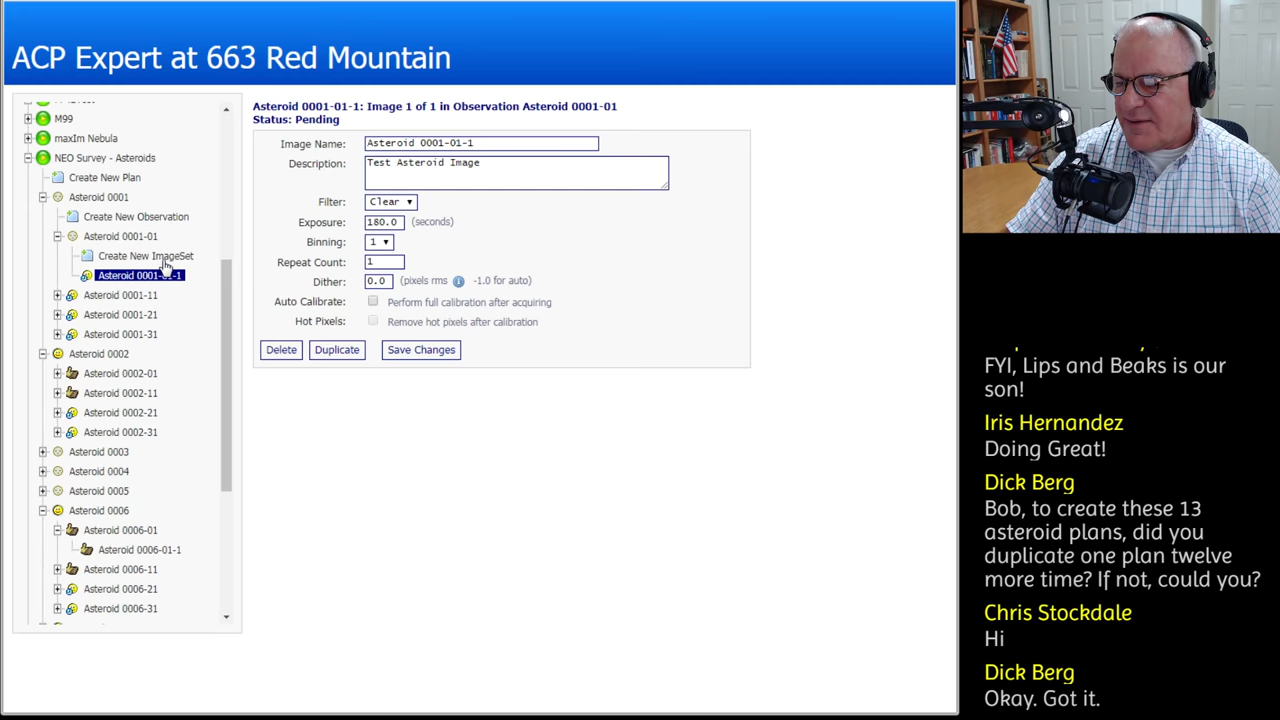 ACP Expert at 663 Red Mountain
M99
maxIm Nebula
NEO Survey - Asteroids
Create New Plan
Asteroid 0001
Create New Observation
Asteroid 0001-01
Create New ImageSet
Asteroid 0001-01-1
Asteroid 0001-11
Asteroid 0001-21
Asteroid 0001-31
Asteroid 0002
Asteroid 0002-01
Asteroid 0002-11
Asteroid 0002-21
Asteroid 0002-31
Asteroid 0003
Asteroid 0004
Asteroid 0005
Asteroid 0006
Asteroid 0006-01
Asteroid 0006-01-1
Asteroid 0006-11
Asteroid 0006-21
Asteroid 0006-31
Asteroid 0001-01-1: Image 1 of 1 in Observation Asteroid 0001-01
Status: Pending
Image Name: Asteroid 0001-01-1
Description: Test Asteroid Image
Filter: Clear
Exposure: 180.0 (seconds)
Binning: 1
Repeat Count: 1
Dither: 0.0 (pixels rms -1.0 for auto)
Auto Calibrate: Perform full calibration after acquiring
Hot Pixels: Remove hot pixels after calibration
Delete Duplicate Save Changes
FYI, Lips and Beaks is our
son!
Iris Hernandez
Doing Great!
Dick Berg
Bob, to create these 13
asteroid plans, did you
duplicate one plan twelve
more time? If not, could you?
Chris Stockdale
Hi
Dick Berg
Okay. Got it.